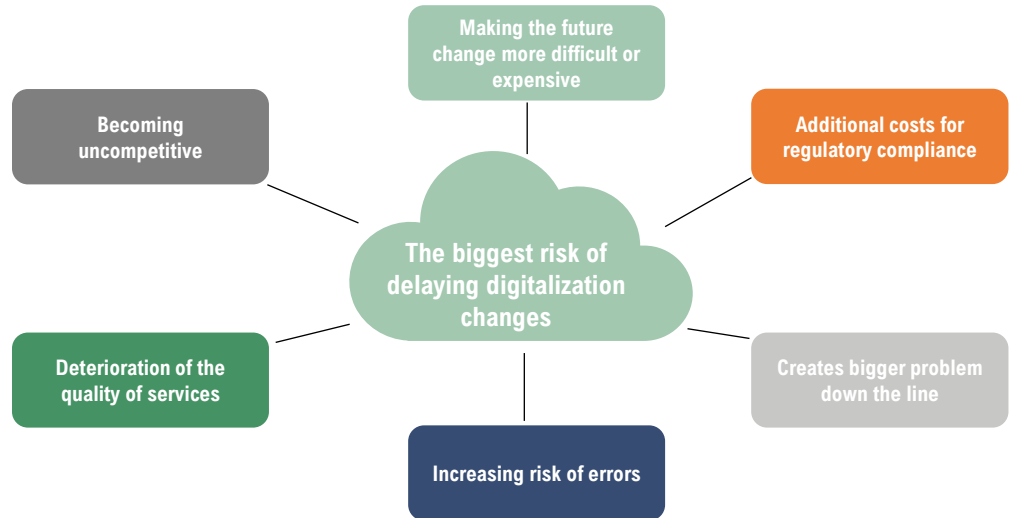 Making the future
change more difficult or
expensive
Becoming
uncompetitive
Additional costs for
regulatory compliance
The biggest risk of
delaying digitalization
changes
Deterioration of the
quality of services
Creates bigger problem
down the line
Increasing risk of errors